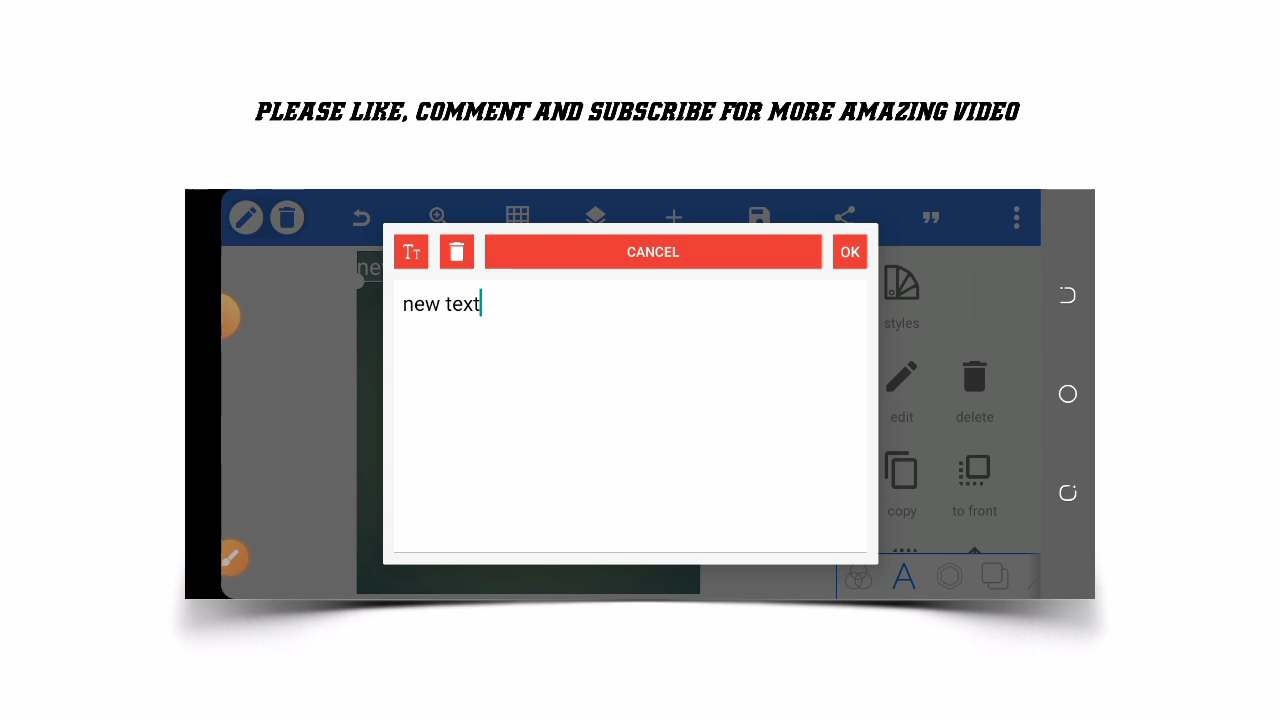 PLEASE LIKE, COMMENT AND SUBSCRIBE FOR MORE AMAZING VIDEO
CANCEL
OK
new text
styles
edit
delete
copy
to front